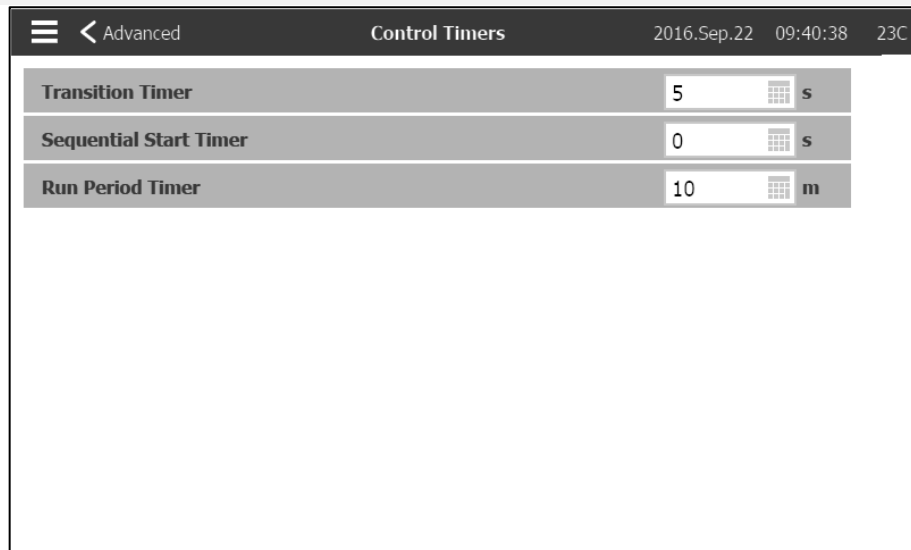 Advanced Control Timers 2016.Sep.22 09:40:38 23C
Transition Timer 5 s
Sequential Start Timer 0 s
Run Period Timer 10 m